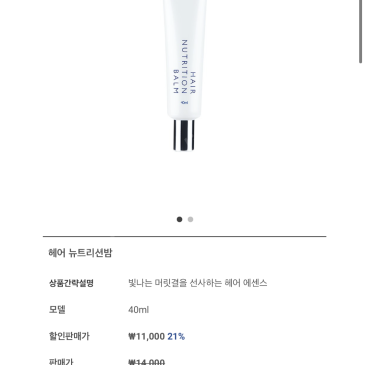 HAIR
NUTRITION
BALM
헤어 뉴트리션밤
상품간략설명 빛나는 머릿결을 선사하는 헤어 에센스
모델 40ml
할인판매가 ₩11,000 21%
판매가 ₩14,000